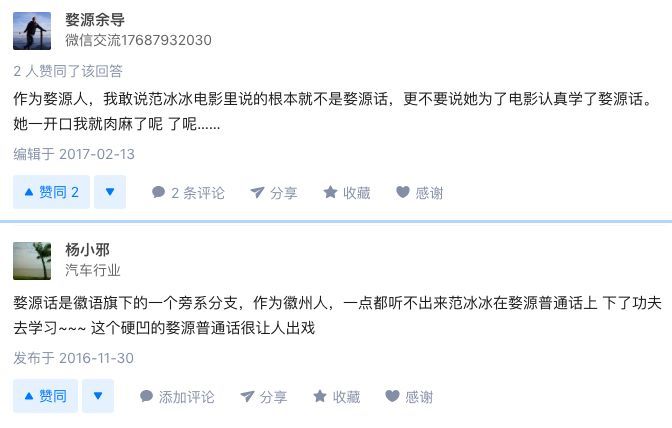 婺源余导
微信交流17687932030
2 人赞同了该回答
作为婺源人，我敢说范冰冰电影里说的根本就不是婺源话，更不要说她为了电影认真学了婺源话。
她一开口我就肉麻了呢 了呢......
编辑于 2017-02-13
赞同 2 2 条评论 分享 收藏 感谢
杨小邪
汽车行业
婺源话是徽语旗下的一个旁系分支，作为徽州人，一点都听不出来范冰冰在婺源普通话上 下了功夫
去学习~~~ 这个硬凹的婺源普通话很让人出戏
发布于 2016-11-30
赞同 添加评论 分享 收藏 感谢